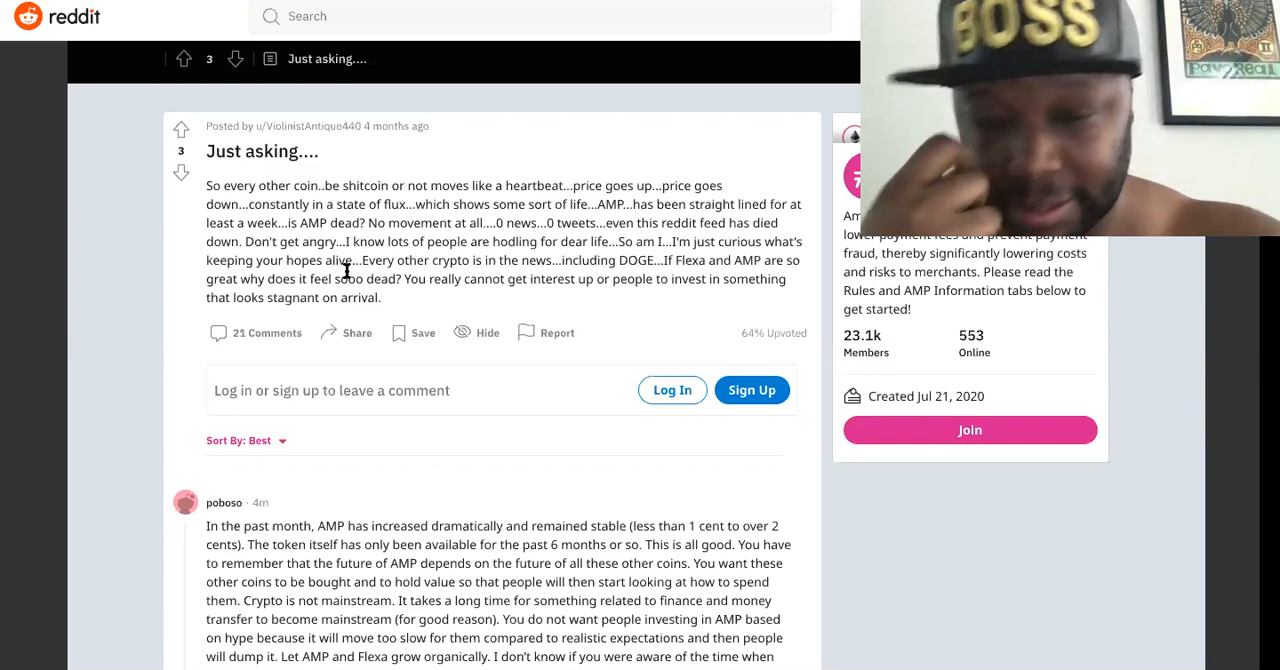 reddit
Search
3
Just asking....
BOSS
PavoReal
II
Posted by u/ViolinistAntique440 4 months ago
3
Just asking....
So every other coin..be shitcoin or not moves like a heartbeat...price goes up...price goes
down...constantly in a state of flux...which shows some sort of life...AMP...has been straight lined for at
least a week...is AMP dead? No movement at all....0 news...0 tweets...even this reddit feed has died
down. Don't get angry...I know lots of people are hodling for dear life...So am I...I'm just curious what's
keeping your hopes alive...Every other crypto is in the news...including DOGE...If Flexa and AMP are so
great why does it feel sooo dead? You really cannot get interest up or people to invest in something
that looks stagnant on arrival.
21 Comments
Share
Save
Hide
Report
64% Upvoted
Log in or sign up to leave a comment
Log In
Sign Up
Sort By: Best
poboso · 4m
In the past month, AMP has increased dramatically and remained stable (less than 1 cent to over 2
cents). The token itself has only been available for the past 6 months or so. This is all good. You have
to remember that the future of AMP depends on the future of all these other coins. You want these
other coins to be bought and to hold value so that people will then start looking at how to spend
them. Crypto is not mainstream. It takes a long time for something related to finance and money
transfer to become mainstream (for good reason). You do not want people investing in AMP based
on hype because it will move too slow for them compared to realistic expectations and then people
will dump it. Let AMP and Flexa grow organically. I don't know if you were aware of the time when
lower payment fees and prevent payment
fraud, thereby significantly lowering costs
and risks to merchants. Please read the
Rules and AMP Information tabs below to
get started!
23.1k
553
Members
Online
Created Jul 21, 2020
Join